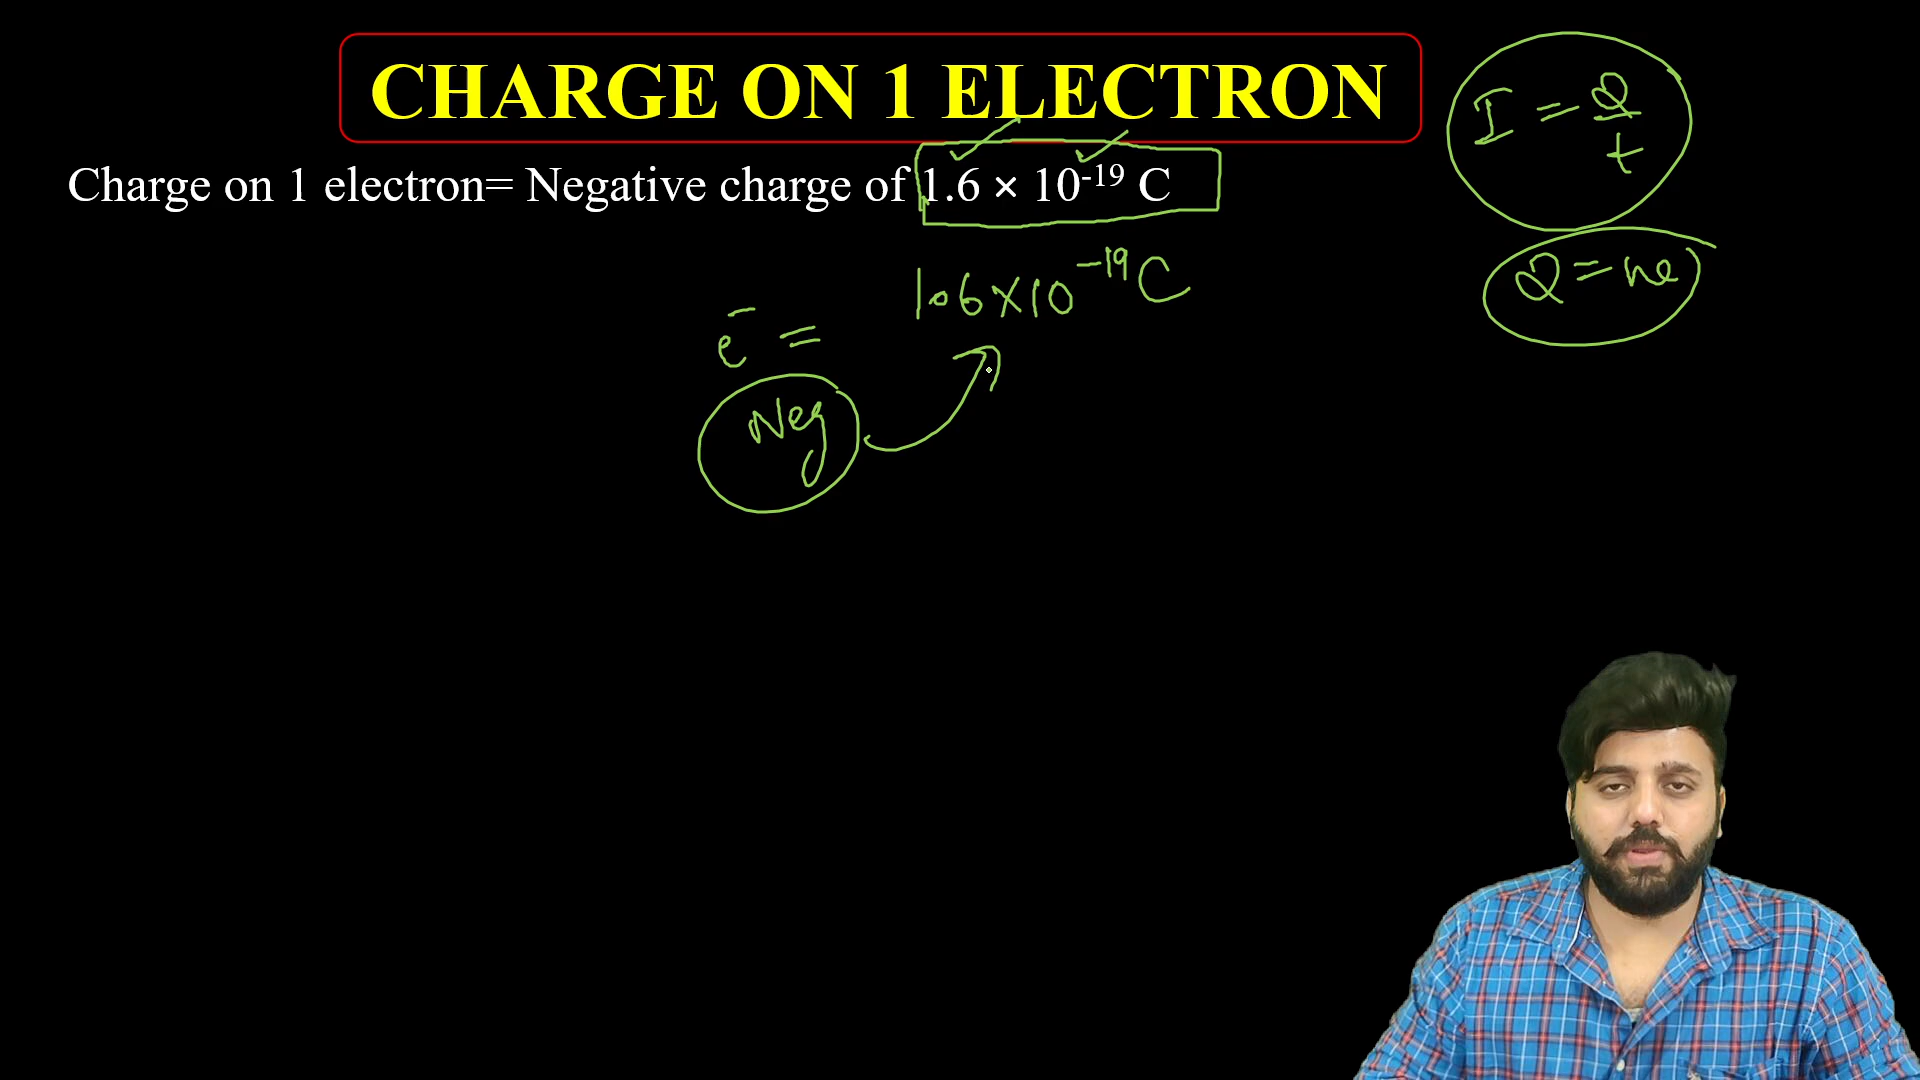 CHARGE ON 1 ELECTRON
Charge on 1 electron= Negative charge of 1.6 × 10⁻¹⁹ C
I = Q/t
Q = ne
e⁻ = 1.6 × 10⁻¹⁹ C
Neg